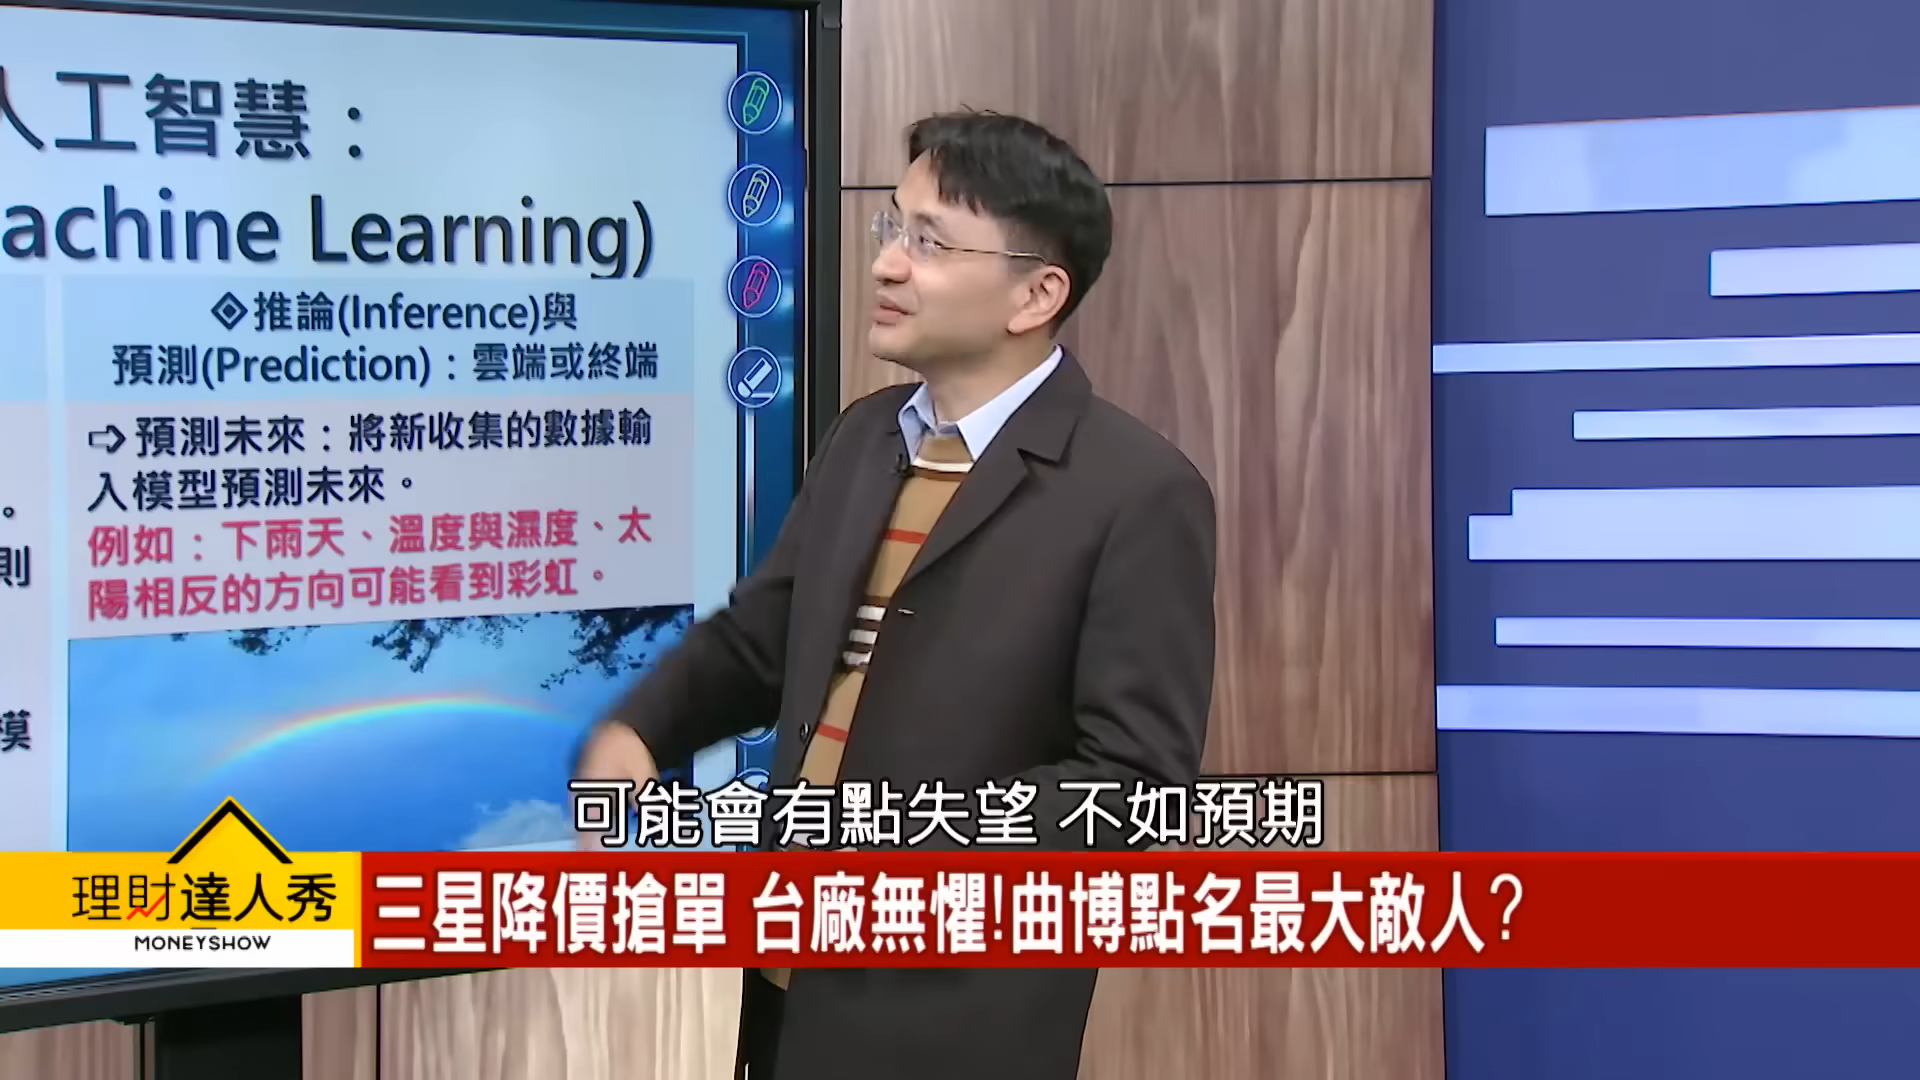 人工智慧：
achine Learning)
◈推論(Inference)與
預測(Prediction)：雲端或終端
⇨預測未來：將新收集的數據輸
入模型預測未來。
例如：下雨天、溫度與濕度、太
陽相反的方向可能看到彩虹。
。
則
模
可能會有點失望 不如預期
理財達人秀
MONEYSHOW
三星降價搶單 台廠無懼!曲博點名最大敵人?